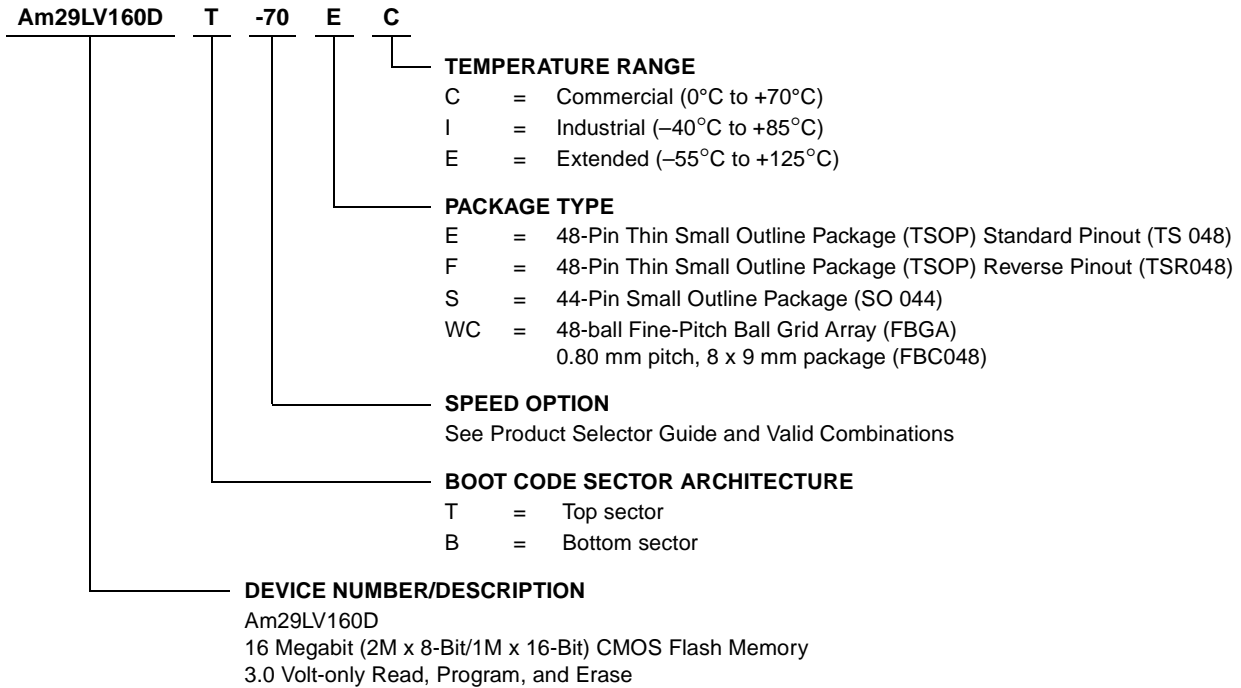 Am29LV160D T -70 E C
TEMPERATURE RANGE
C = Commercial (0°C to +70°C)
I = Industrial (–40°C to +85°C)
E = Extended (–55°C to +125°C)
PACKAGE TYPE
E = 48-Pin Thin Small Outline Package (TSOP) Standard Pinout (TS 048)
F = 48-Pin Thin Small Outline Package (TSOP) Reverse Pinout (TSR048)
S = 44-Pin Small Outline Package (SO 044)
WC = 48-ball Fine-Pitch Ball Grid Array (FBGA)
0.80 mm pitch, 8 x 9 mm package (FBC048)
SPEED OPTION
See Product Selector Guide and Valid Combinations
BOOT CODE SECTOR ARCHITECTURE
T = Top sector
B = Bottom sector
DEVICE NUMBER/DESCRIPTION
Am29LV160D
16 Megabit (2M x 8-Bit/1M x 16-Bit) CMOS Flash Memory
3.0 Volt-only Read, Program, and Erase